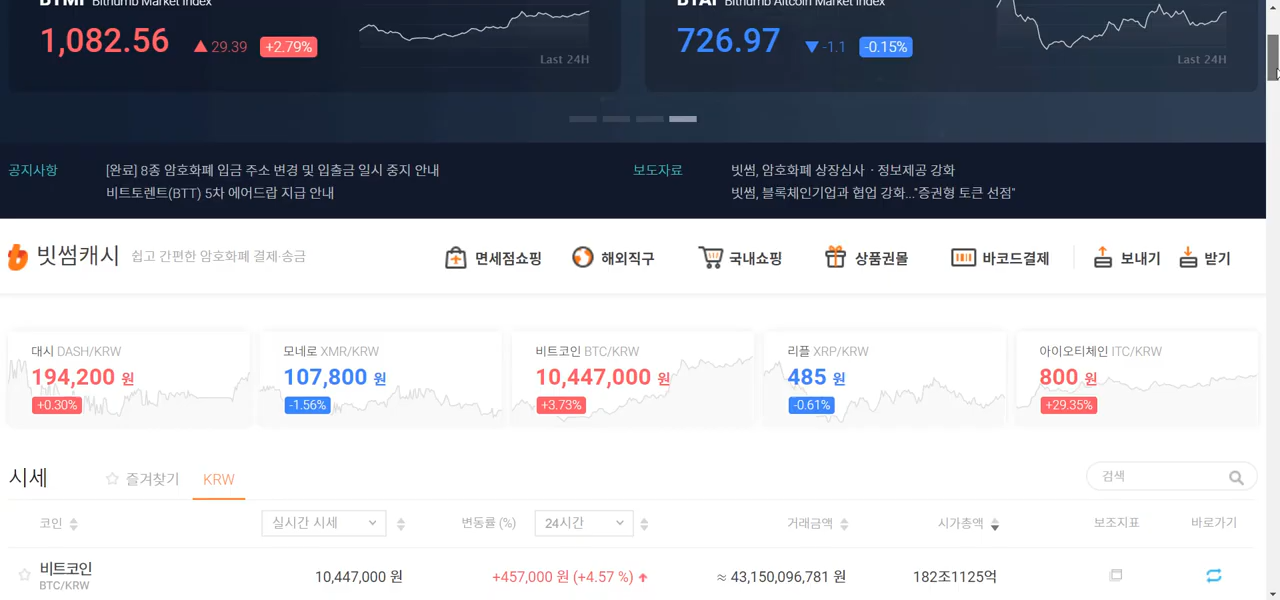 BTMI Bithumb Market Index
1,082.56 ▲ 29.39 +2.79%
Last 24H
BTAI Bithumb Altcoin Market Index
726.97 ▼ -1.1 -0.15%
Last 24H
공지사항
[완료] 8종 암호화폐 입금 주소 변경 및 입출금 일시 중지 안내
비트토렌트(BTT) 5차 에어드랍 지급 안내
보도자료
빗썸, 암호화폐 상장심사 · 정보제공 강화
빗썸, 블록체인기업과 협업 강화..."증권형 토큰 선점"
빗썸캐시 쉽고 간편한 암호화폐 결제·송금
면세점쇼핑 해외직구 국내쇼핑 상품권몰 바코드결제 보내기 받기
대시 DASH/KRW
194,200 원
+0.30%
모네로 XMR/KRW
107,800 원
-1.56%
비트코인 BTC/KRW
10,447,000 원
+3.73%
리플 XRP/KRW
485 원
-0.61%
아이오티체인 ITC/KRW
800 원
+29.35%
시세 ☆ 즐겨찾기 KRW 검색
코인 실시간 시세 변동률 (%) 24시간 거래금액 시가총액 보조지표 바로가기
비트코인
BTC/KRW
10,447,000 원 +457,000 원 (+4.57 %) ≈ 43,150,096,781 원 182조1125억